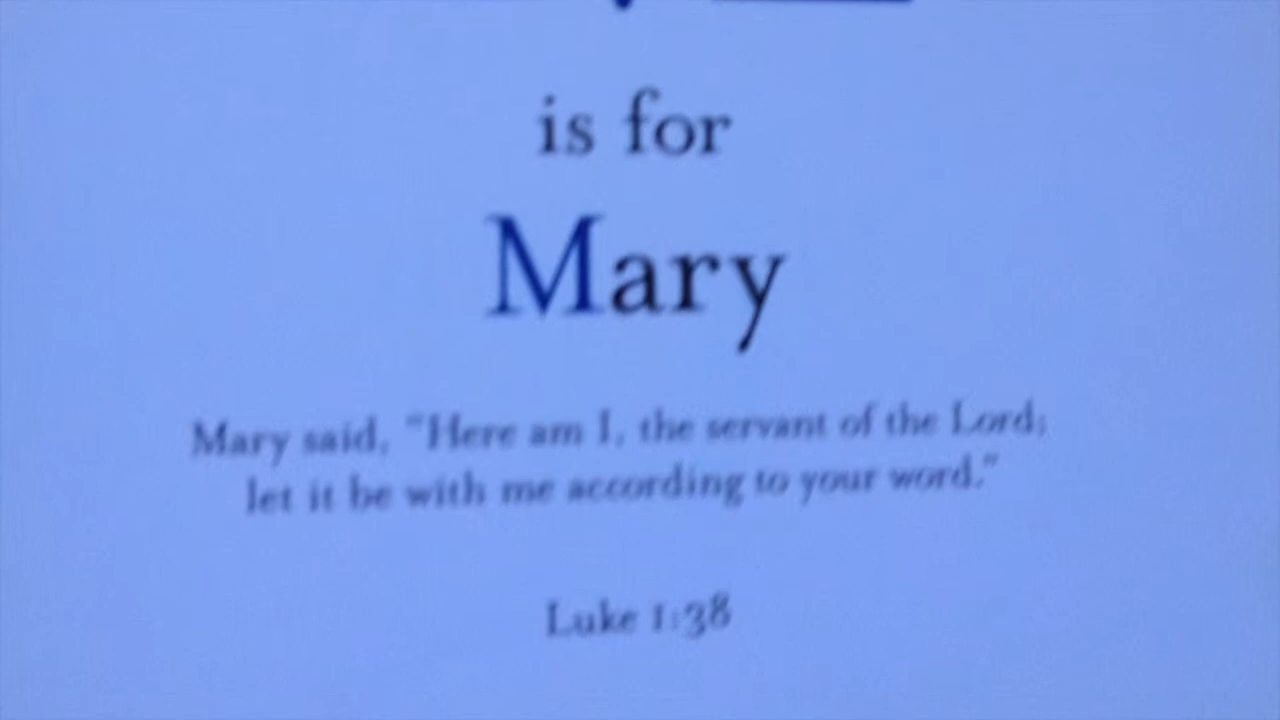 is for
Mary
Mary said, "Here am I, the servant of the Lord;
let it be with me according to your word."
Luke 1:38